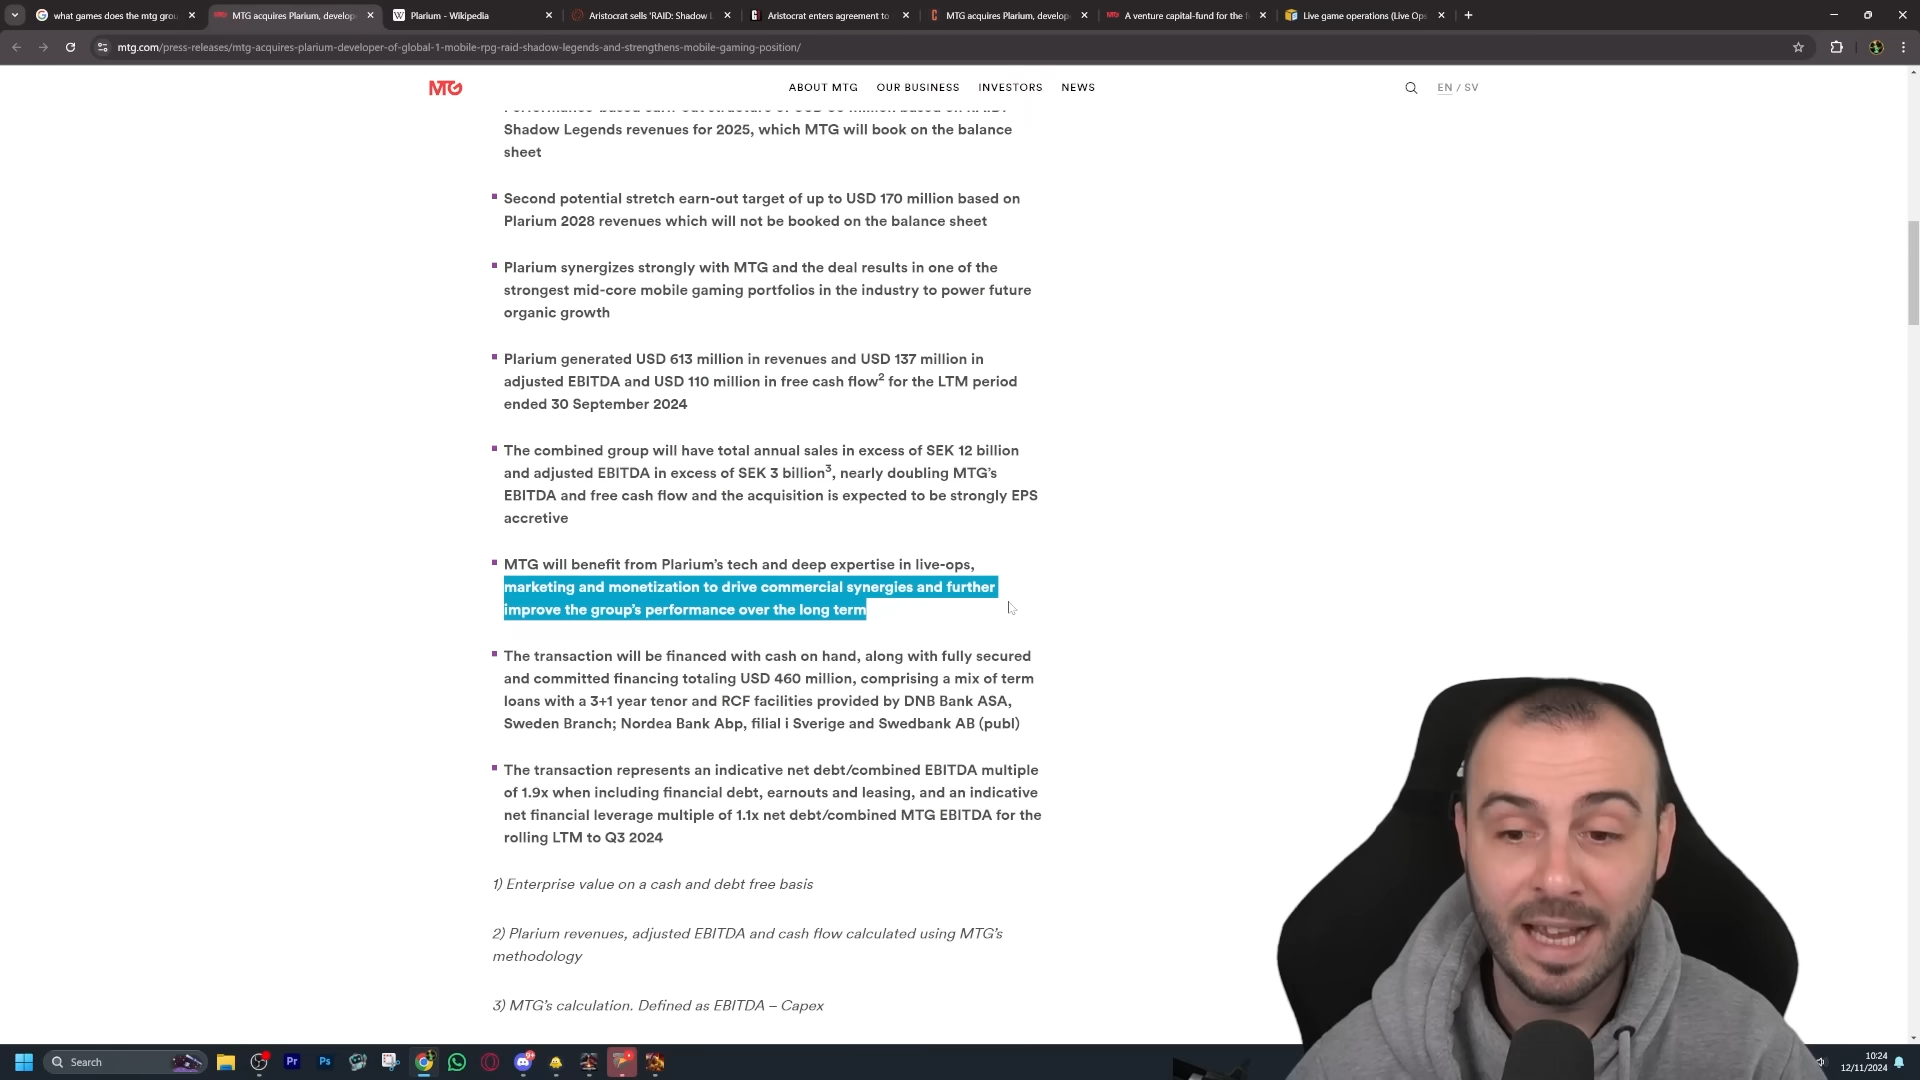 what games does the mtg grou
MTG acquires Plarium, develop
Plarium - Wikipedia
Aristocrat sells 'RAID: Shadow L
Aristocrat enters agreement to
MTG acquires Plarium, develop
A venture capital-fund for the f
Live game operations (Live Op
mtg.com/press-releases/mtg-acquires-plarium-developer-of-global-1-mobile-rpg-raid-shadow-legends-and-strengthens-mobile-gaming-position/
MTG
ABOUT MTG OUR BUSINESS INVESTORS NEWS
EN / SV
Shadow Legends revenues for 2025, which MTG will book on the balance
sheet
Second potential stretch earn-out target of up to USD 170 million based on
Plarium 2028 revenues which will not be booked on the balance sheet
Plarium synergizes strongly with MTG and the deal results in one of the
strongest mid-core mobile gaming portfolios in the industry to power future
organic growth
Plarium generated USD 613 million in revenues and USD 137 million in
adjusted EBITDA and USD 110 million in free cash flow2 for the LTM period
ended 30 September 2024
The combined group will have total annual sales in excess of SEK 12 billion
and adjusted EBITDA in excess of SEK 3 billion3, nearly doubling MTG's
EBITDA and free cash flow and the acquisition is expected to be strongly EPS
accretive
MTG will benefit from Plarium's tech and deep expertise in live-ops,
marketing and monetization to drive commercial synergies and further
improve the group's performance over the long term
The transaction will be financed with cash on hand, along with fully secured
and committed financing totaling USD 460 million, comprising a mix of term
loans with a 3+1 year tenor and RCF facilities provided by DNB Bank ASA,
Sweden Branch; Nordea Bank Abp, filial i Sverige and Swedbank AB (publ)
The transaction represents an indicative net debt/combined EBITDA multiple
of 1.9x when including financial debt, earnouts and leasing, and an indicative
net financial leverage multiple of 1.1x net debt/combined MTG EBITDA for the
rolling LTM to Q3 2024
1) Enterprise value on a cash and debt free basis
2) Plarium revenues, adjusted EBITDA and cash flow calculated using MTG's
methodology
3) MTG's calculation. Defined as EBITDA – Capex
Search
Pr
Ps
10:24
12/11/2024